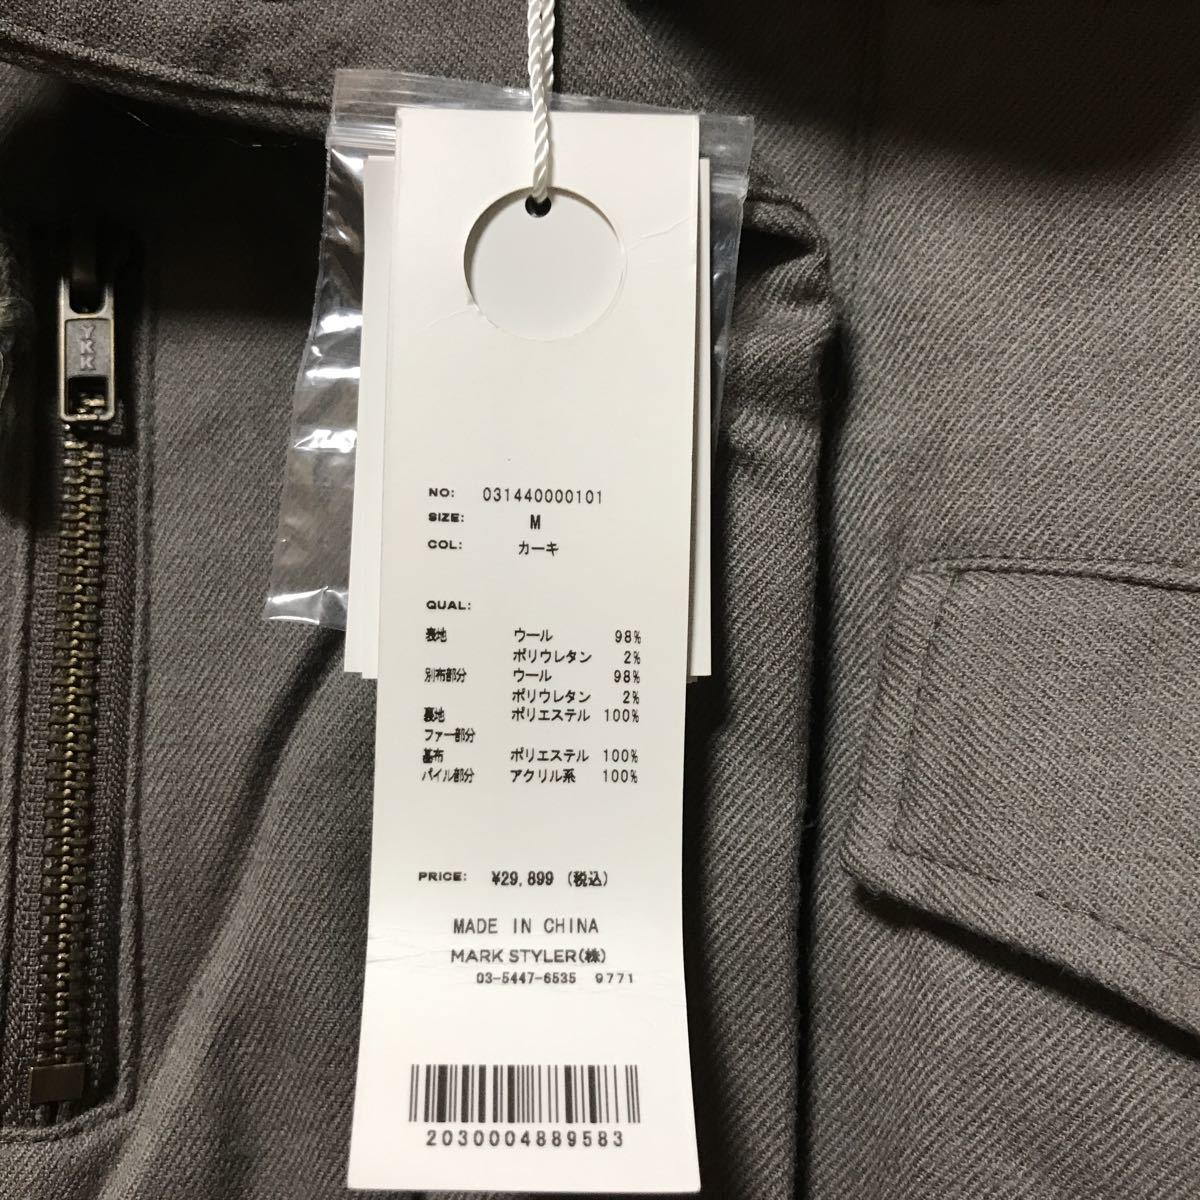 YKK
NO: 031440000101
SIZE: M
COL: カーキ
QUAL:
表地 ウール 98%
ポリウレタン 2%
別布部分 ウール 98%
ポリウレタン 2%
裏地 ポリエステル 100%
ファー部分
基布 ポリエステル 100%
パイル部分 アクリル系 100%
PRICE: ¥29,899 (税込)
MADE IN CHINA
MARK STYLER(株)
03-5447-6535 9771
2030004889583